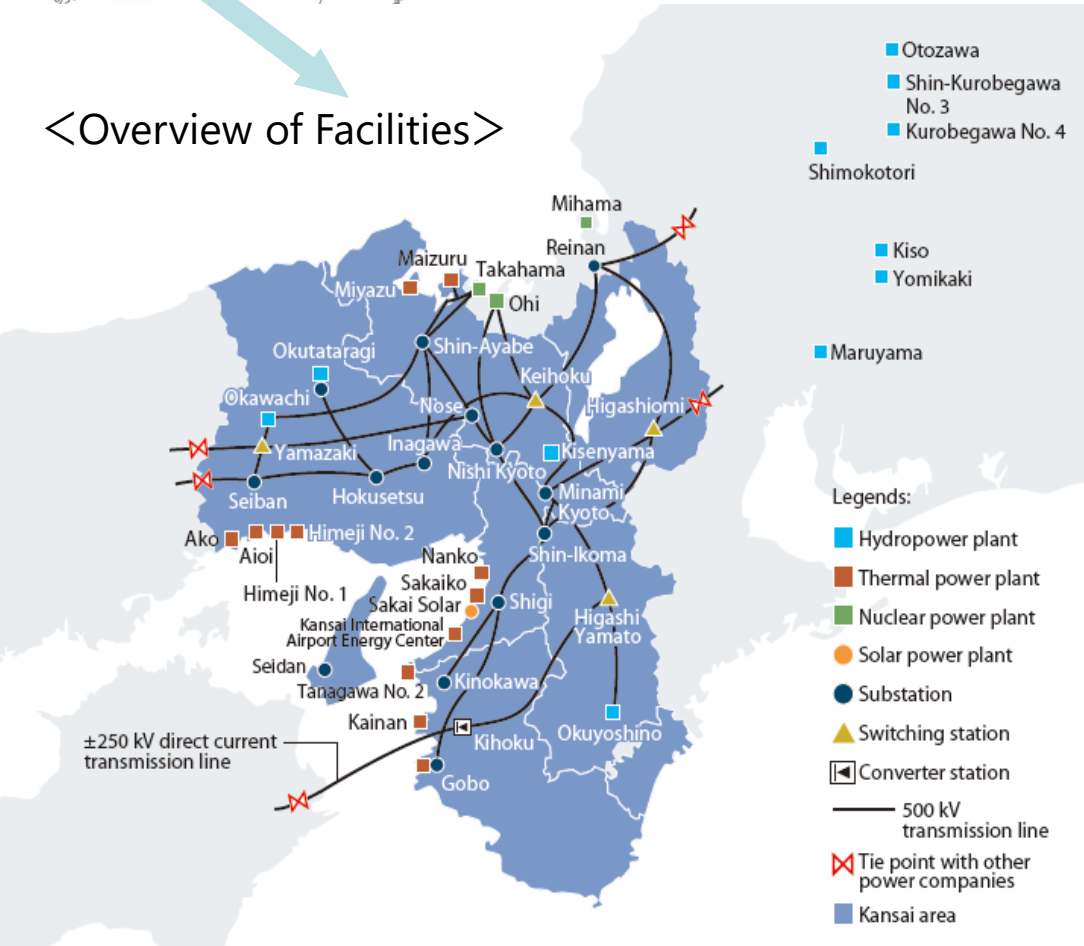 <Overview of Facilities>
Otozawa
Shin-Kurobegawa
No. 3
Kurobegawa No. 4
Shimokotori
Mihama
Reinan
Kiso
Yomikaki
Maizuru
Takahama
Miyazu
Ohi
Maruyama
Okutataragi
Shin-Ayabe
Keihoku
Okawachi
Nose
Higashiomi
Yamazaki
Inagawa
Nishi Kyoto
Kisenyama
Seiban
Hokusetsu
Minami
Kyoto
Ako
Aioi
Himeji No. 2
Himeji No. 1
Nanko
Shin-Ikoma
Sakaiko
Sakai Solar
Shigi
Kansai International
Airport Energy Center
Higashi
Yamato
Seidan
Tanagawa No. 2
Kinokawa
Kainan
Kihoku
Okuyoshino
±250 kV direct current
transmission line
Gobo
Legends:
Hydropower plant
Thermal power plant
Nuclear power plant
Solar power plant
Substation
Switching station
Converter station
500 kV
transmission line
Tie point with other
power companies
Kansai area